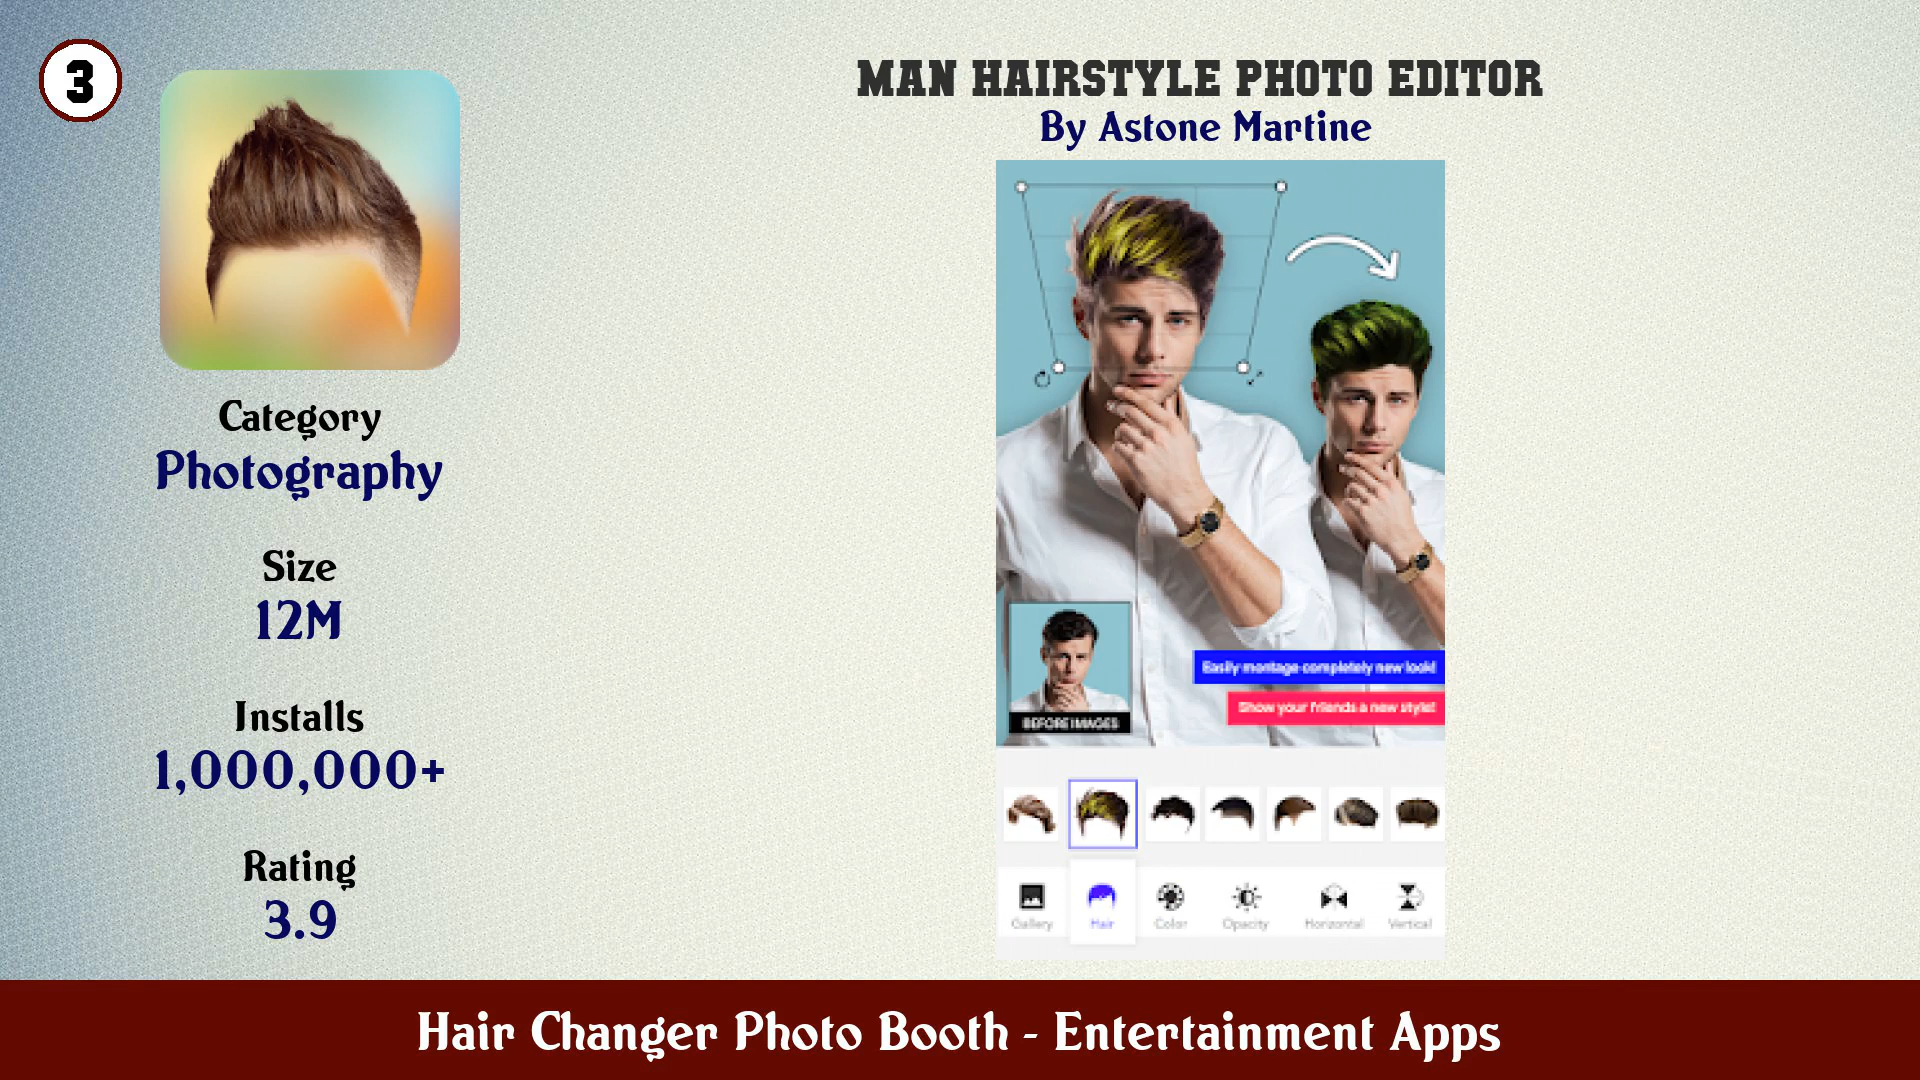 3
MAN HAIRSTYLE PHOTO EDITOR
By Astone Martine
Category
Photography
Size
12M
Installs
1,000,000+
Rating
3.9
Easily montage completely new look!
Show your friends a new style!
BEFORE IMAGES
Gallery
Hair
Color
Opacity
Horizontal
Vertical
Hair Changer Photo Booth - Entertainment Apps